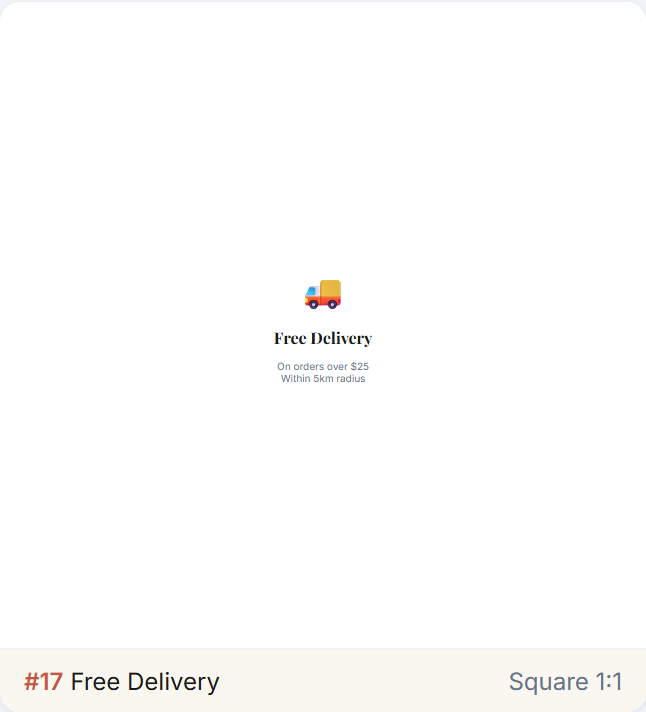 Free Delivery
On orders over $25
Within 5km radius
#17 Free Delivery
Square 1:1